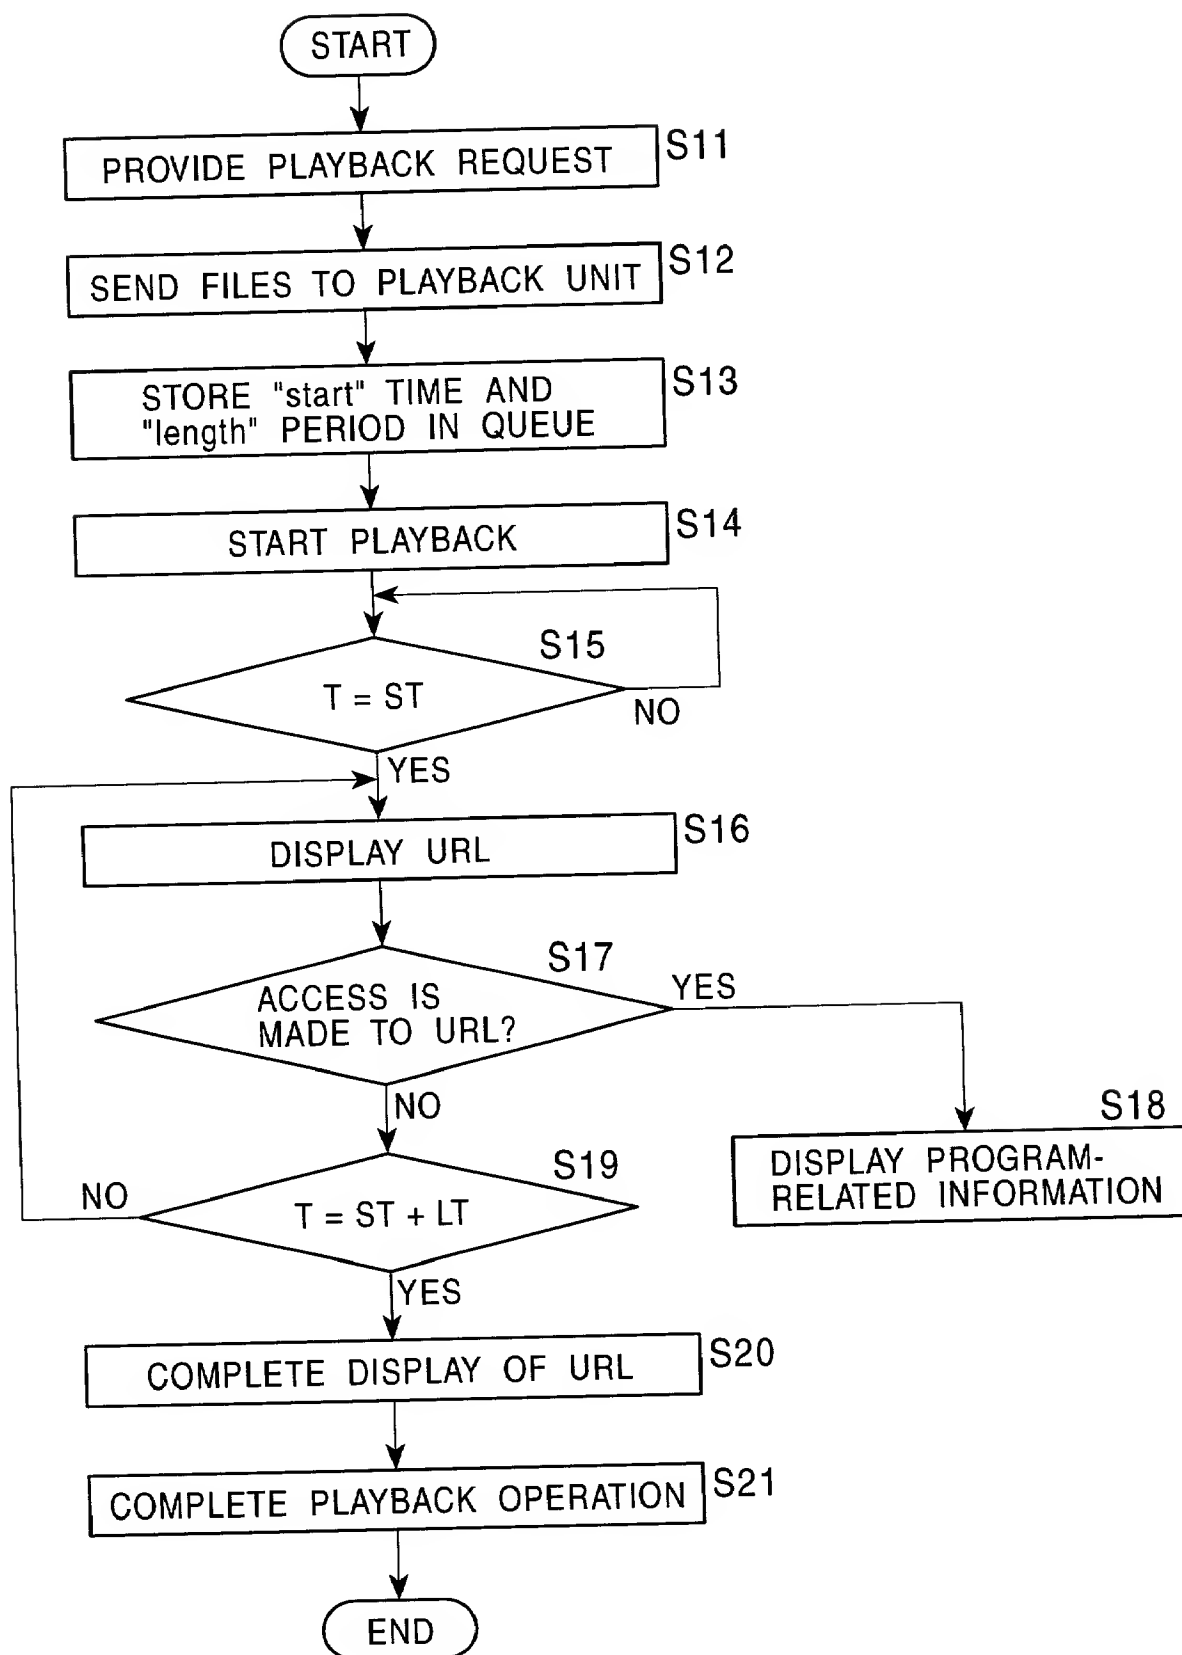 START
PROVIDE PLAYBACK REQUEST
S11
SEND FILES TO PLAYBACK UNIT
S12
STORE "start" TIME AND
"length" PERIOD IN QUEUE
S13
START PLAYBACK
S14
S15
T = ST
NO
YES
DISPLAY URL
S16
S17
ACCESS IS
MADE TO URL?
YES
NO
S18
DISPLAY PROGRAM-
RELATED INFORMATION
S19
T = ST + LT
NO
YES
COMPLETE DISPLAY OF URL
S20
COMPLETE PLAYBACK OPERATION
S21
END